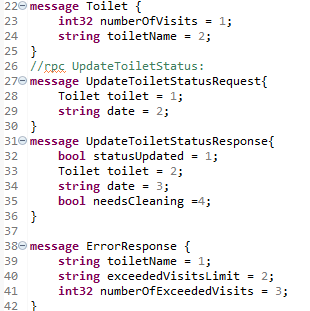 22 message Toilet {
23     int32 numberOfVisits = 1;
24     string toiletName = 2;
25 }
26 //rpc UpdateToiletStatus:
27 message UpdateToiletStatusRequest{
28     Toilet toilet = 1;
29     string date = 2;
30 }
31 message UpdateToiletStatusResponse{
32     bool statusUpdated = 1;
33     Toilet toilet = 2;
34     string date = 3;
35     bool needsCleaning =4;
36 }
37
38 message ErrorResponse {
39     string toiletName = 1;
40     string exceededVisitsLimit = 2;
41     int32 numberOfExceededVisits = 3;
42 }